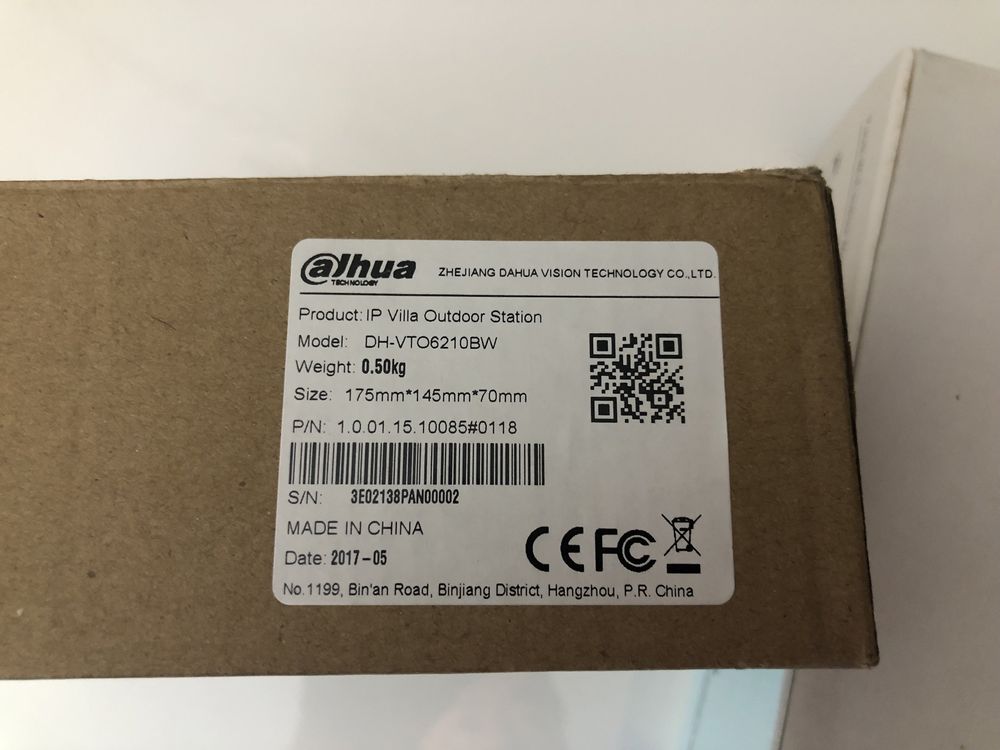 alhua
TECHNOLOGY
ZHEJIANG DAHUA VISION TECHNOLOGY CO.,LTD.
Product: IP Villa Outdoor Station
Model: DH-VTO6210BW
Weight: 0.50kg
Size: 175mm*145mm*70mm
P/N: 1.0.01.15.10085#0118
S/N: 3E02138PAN00002
MADE IN CHINA
Date: 2017-05
CE FC
No.1199, Bin'an Road, Binjiang District, Hangzhou, P.R. China